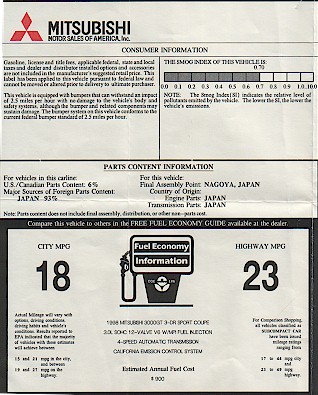 MITSUBISHI
MOTOR SALES OF AMERICA, Inc.
CONSUMER INFORMATION
Gasoline, license and title fees, applicable federal, state and local
taxes and dealer and distributor installed options and accessories
are not included in the manufacturer's suggested retail price. This
label has been applied to this vehicle pursuant to federal law and
cannot be removed or altered prior to delivery to ultimate purchaser.
This vehicle is equipped with bumpers that can withstand an impact
of 2.5 miles per hour with no damage to the vehicle's body and
safety systems, although the bumper and related components may
sustain damage. The bumper system on this vehicle conforms to the
current federal bumper standard of 2.5 miles per hour.
THE SMOG INDEX OF THIS VEHICLE IS:
0.70
0.0 0.1 0.2 0.3 0.4 0.5 0.6 0.7 0.8 0.9 1.0
NOTE: The Smog Index(SI) indicates the relative level of
pollutants emitted by the vehicle. The lower the SI, the lower the
vehicle's emissions.
PARTS CONTENT INFORMATION
For vehicles in this carline:
U.S./Canadian Parts Content: 6%
Major Sources of Foreign Parts Content:
JAPAN 93%
For this vehicle:
Final Assembly Point: NAGOYA, JAPAN
Country of Origin:
Engine Parts: JAPAN
Transmission Parts: JAPAN
Note: Parts content does not include final assembly, distribution, or other non-parts cost.
Compare this vehicle to others in the FREE FUEL ECONOMY GUIDE available at the dealer.
CITY MPG
18
Fuel Economy
Information
HIGHWAY MPG
23
Actual Mileage will vary with
options, driving conditions,
driving habits and vehicle's
condition. Results reported to
EPA indicated that the majority
of vehicles with these estimates
will achieve between
15 and 21 mpg in the city,
and between
19 and 27 mpg on the
highway.
1998 MITSUBISHI 3000GT 3-DR SPORT COUPE
3.0L SOHC 12-VALVE V6 W/MP FUEL INJECTION
4-SPEED AUTOMATIC TRANSMISSION
CALIFORNIA EMISSION CONTROL SYSTEM
Estimated Annual Fuel Cost
$ 900
For Comparison Shopping,
all vehicles classified as
SUBCOMPACT CAR
have been issued
mileage ratings
ranging from
mpg city
and
mpg
highway.